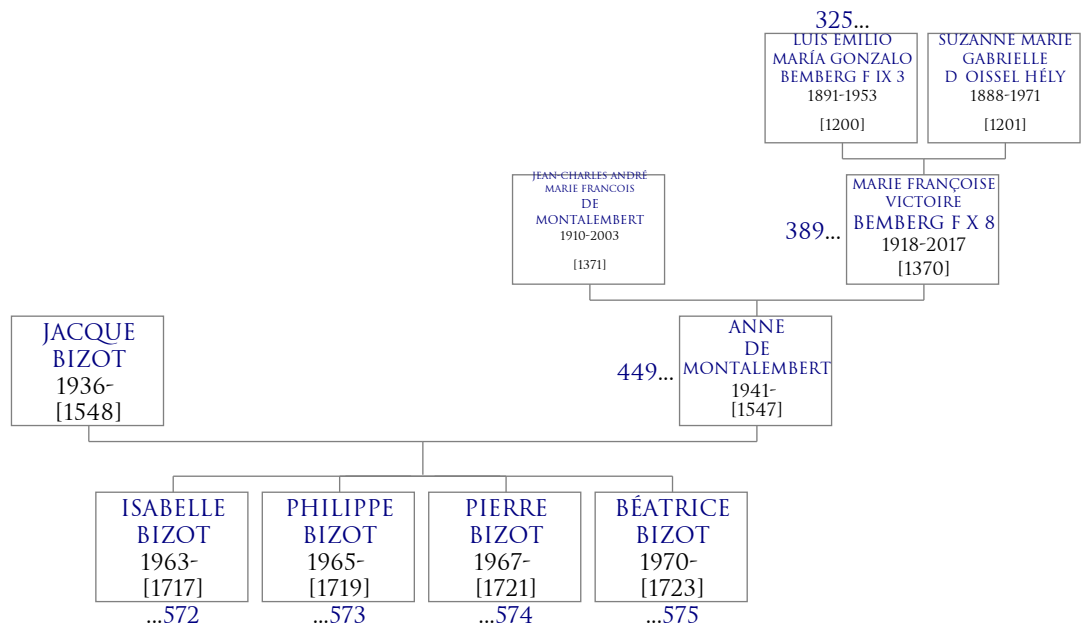 325...
LUIS EMILIO
MARÍA GONZALO
BEMBERG F IX 3
1891-1953
[1200]
SUZANNE MARIE
GABRIELLE
D OISSEL HÉLY
1888-1971
[1201]
JEAN-CHARLES ANDRÉ
MARIE FRANCOIS
DE
MONTALEMBERT
1910-2003
[1371]
389...
MARIE FRANÇOISE
VICTOIRE
BEMBERG F X 8
1918-2017
[1370]
JACQUE
BIZOT
1936-
[1548]
449...
ANNE
DE
MONTALEMBERT
1941-
[1547]
ISABELLE
BIZOT
1963-
[1717]
...572
PHILIPPE
BIZOT
1965-
[1719]
...573
PIERRE
BIZOT
1967-
[1721]
...574
BÉATRICE
BIZOT
1970-
[1723]
...575